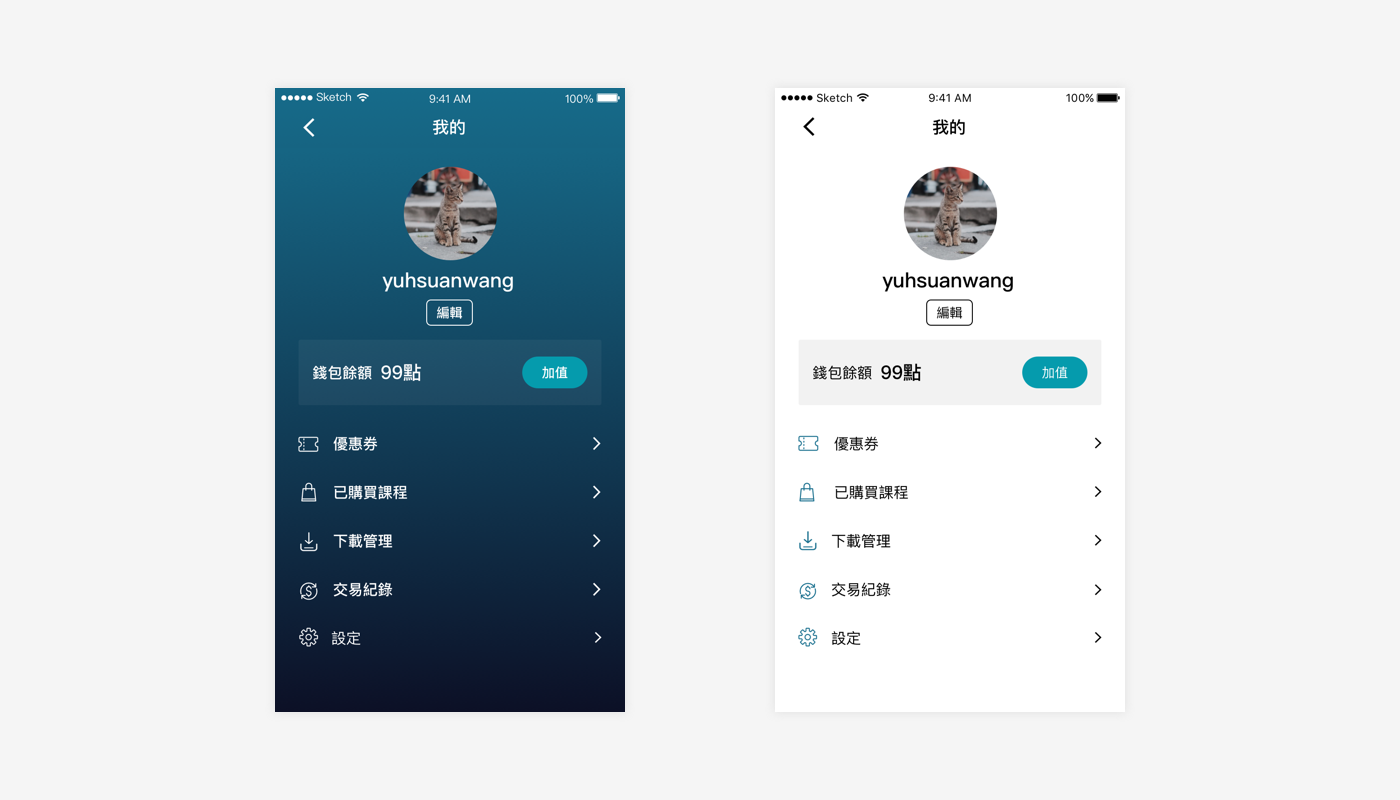 Sketch 9:41 AM 100%
我的
yuhsuanwang
編輯
錢包餘額 99點 加值
優惠券
已購買課程
下載管理
交易紀錄
設定
Sketch 9:41 AM 100%
我的
yuhsuanwang
編輯
錢包餘額 99點 加值
優惠券
已購買課程
下載管理
交易紀錄
設定